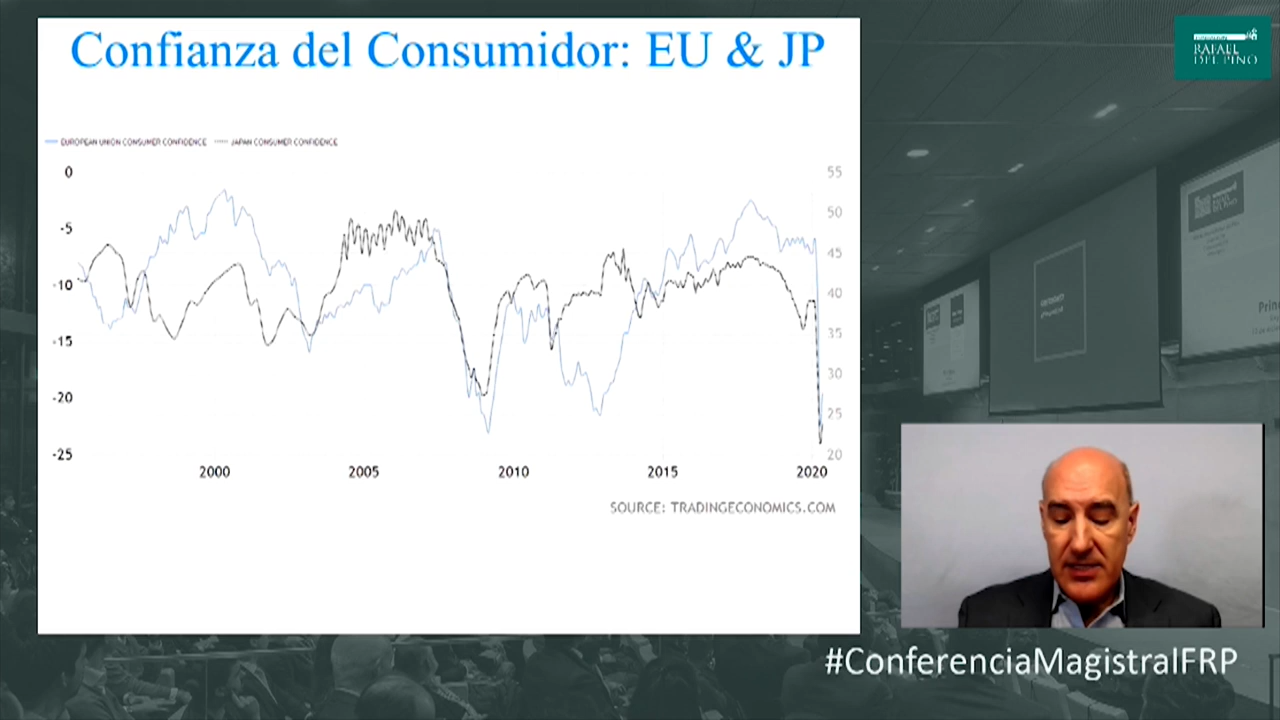 Confianza del Consumidor: EU & JP
EUROPEAN UNION CONSUMER CONFIDENCE JAPAN CONSUMER CONFIDENCE
0
-5
-10
-15
-20
-25
55
50
45
40
35
30
25
20
2000 2005 2010 2015 2020
SOURCE: TRADINGECONOMICS.COM
RAFAEL
DEL PINO
#ConferenciaMagistralFRP